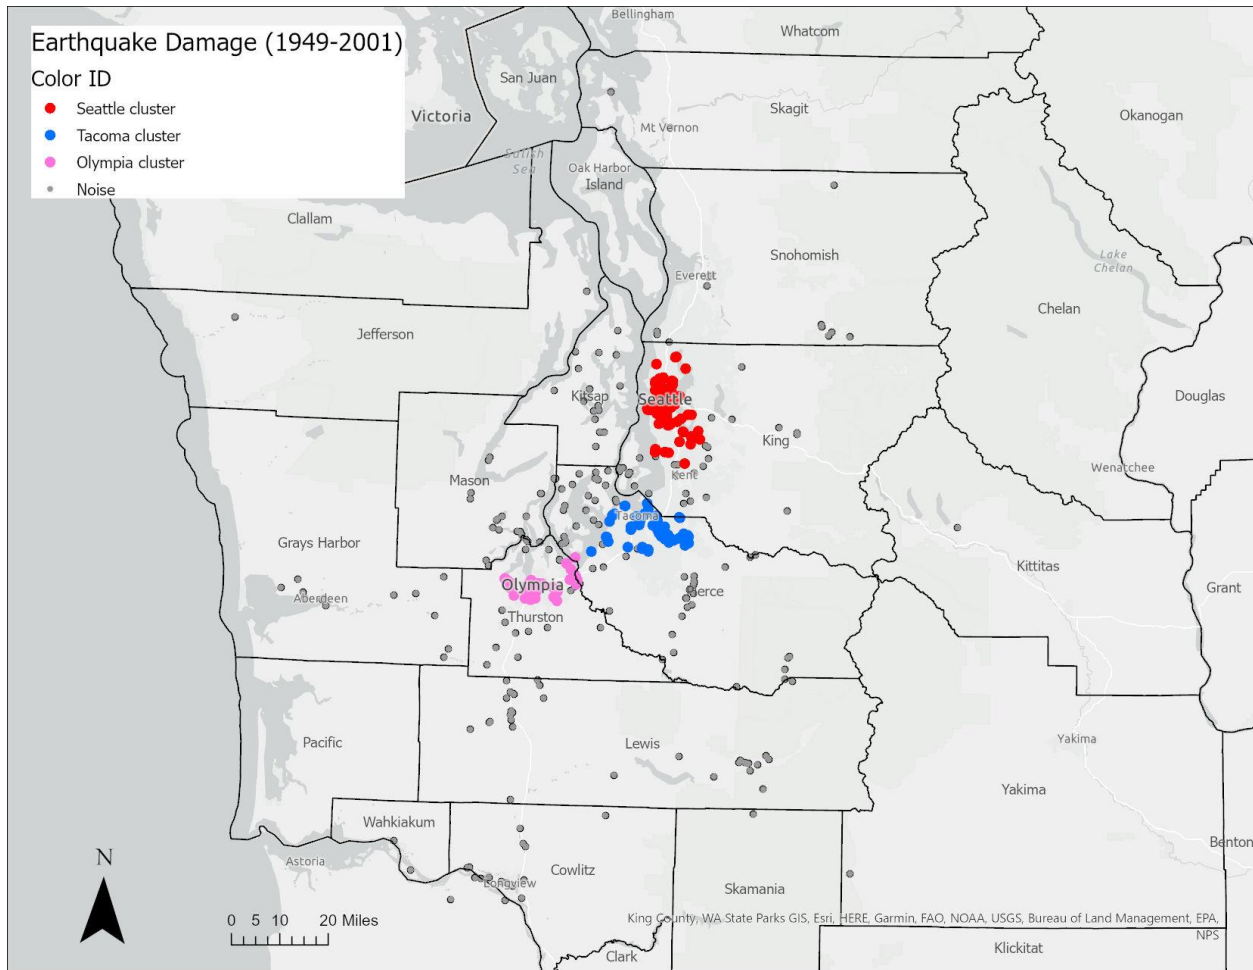 Earthquake Damage (1949-2001)
Color ID
Seattle cluster
Tacoma cluster
Olympia cluster
Noise
Bellingham
Whatcom
San Juan
Okanogan
Skagit
Victoria
Mt Vernon
Salish
Sea
Oak Harbor
Island
Clallam
Snohomish
Lake
Chelan
Everett
Chelan
Jefferson
Kitsap
Seattle
Douglas
King
Wenatchee
Kent
Mason
Tacoma
Grays Harbor
Kittitas
Olympia
Grant
Aberdeen
Pierce
Thurston
Pacific
Lewis
Yakima
Yakima
Wahkiakum
Benton
Astoria
Cowlitz
Longview
Skamania
N
0 5 10 20 Miles
King County, WA State Parks GIS, Esri, HERE, Garmin, FAO, NOAA, USGS, Bureau of Land Management, EPA,
NPS
Klickitat
Clark